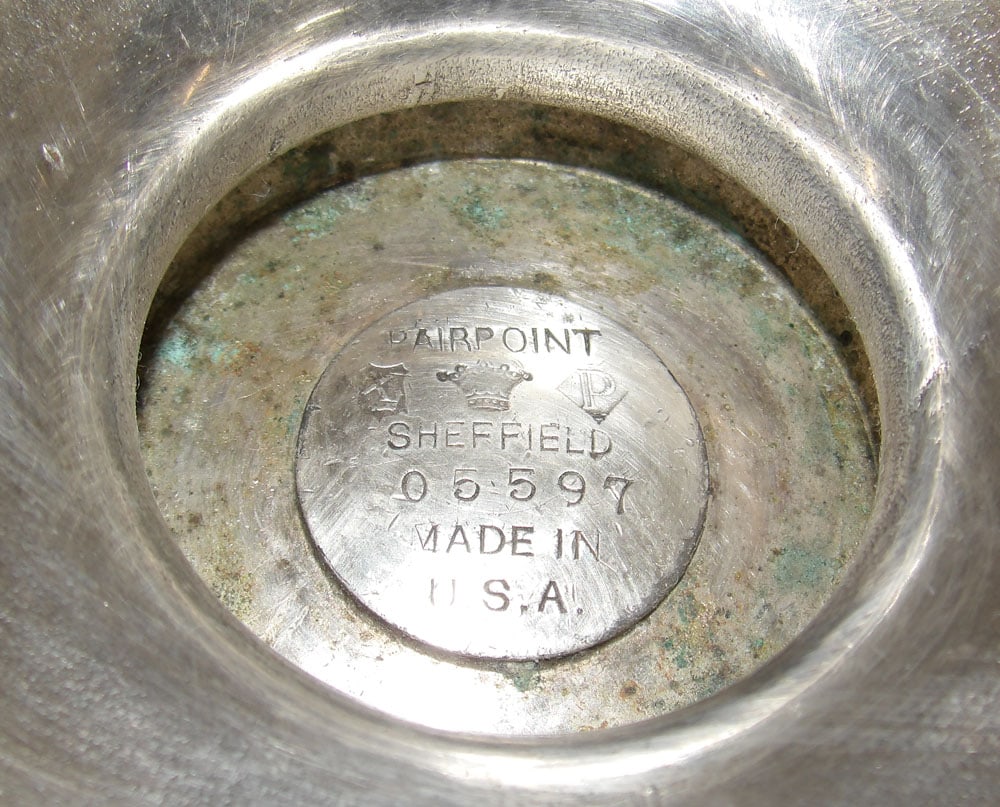 PAIRPOINT
P
SHEFFIELD
05597
MADE IN
U.S.A.